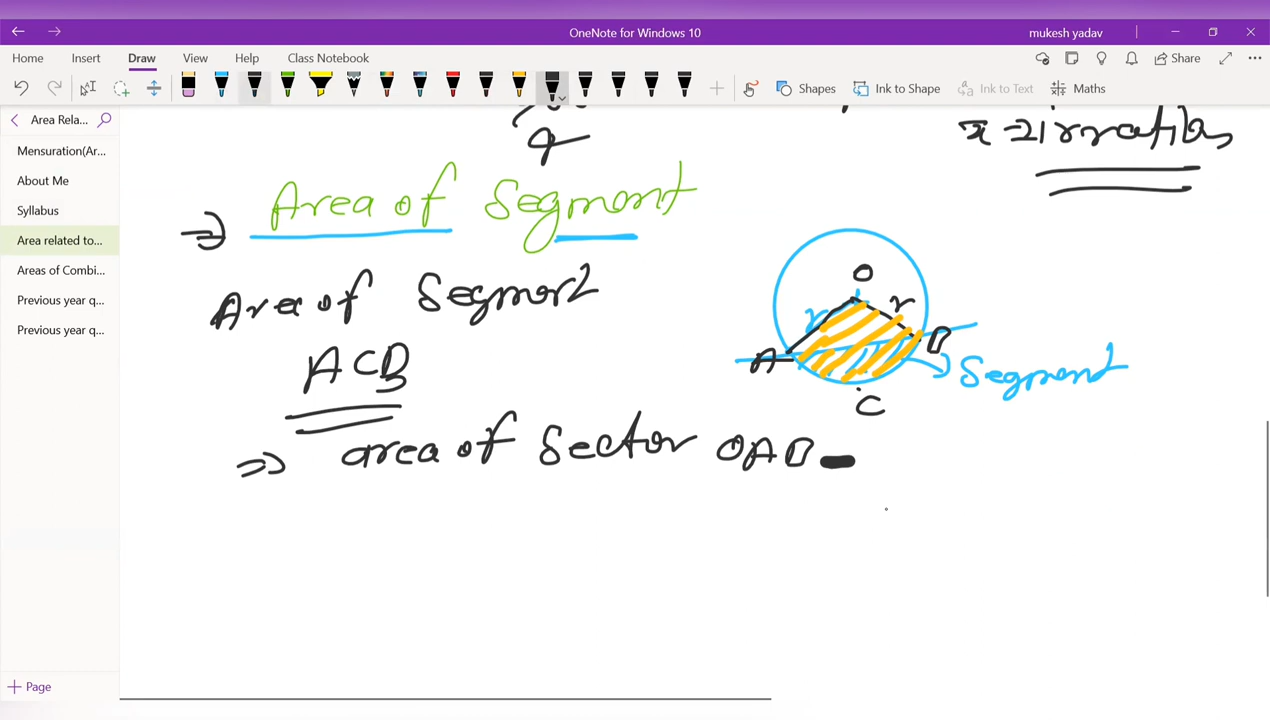 OneNote for Windows 10
mukesh yadav
Home Insert Draw View Help Class Notebook
Share
Shapes Ink to Shape Ink to Text Maths
Area Rela...
Mensuration(Ar...
About Me
Syllabus
Area related to...
Areas of Combi...
Previous year q...
Previous year q...
Page
q
⇒ Area of Segment
Area of Segment
ACB
⇒ area of Sector OAB -
O
r r
A B
Segment
C